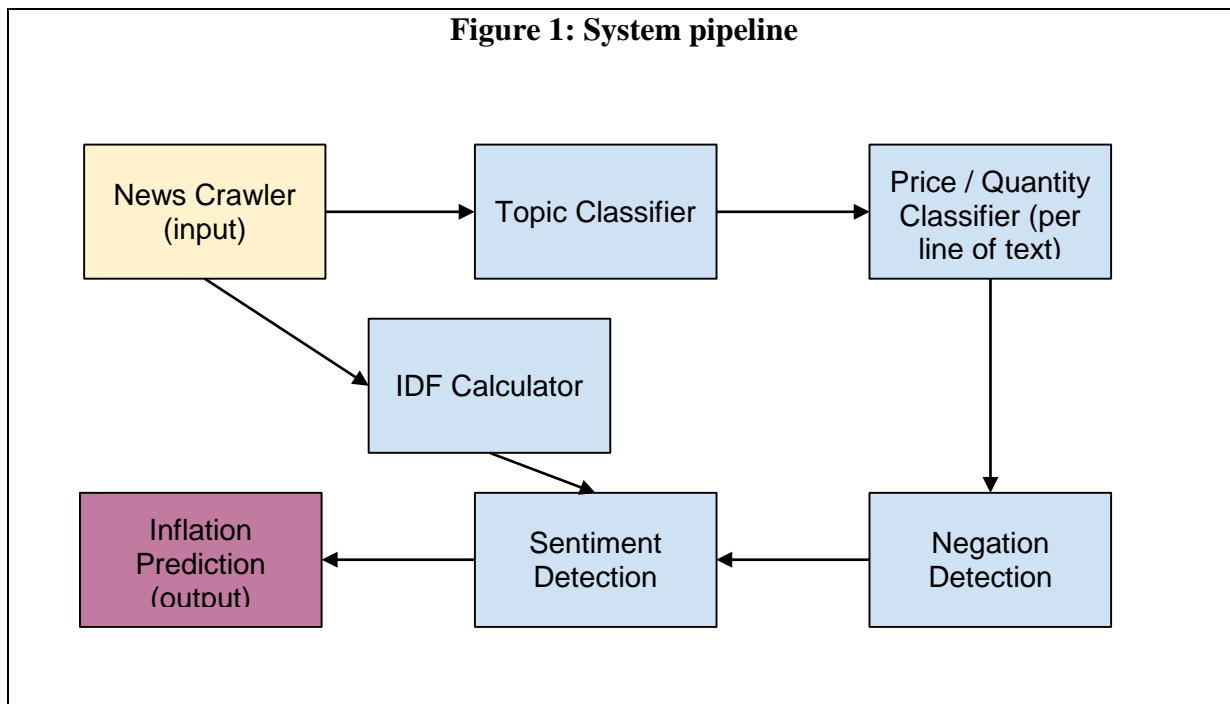 Figure 1: System pipeline
News Crawler
(input)
Topic Classifier
Price / Quantity
Classifier (per
line of text)
IDF Calculator
Inflation
Prediction
(output)
Sentiment
Detection
Negation
Detection